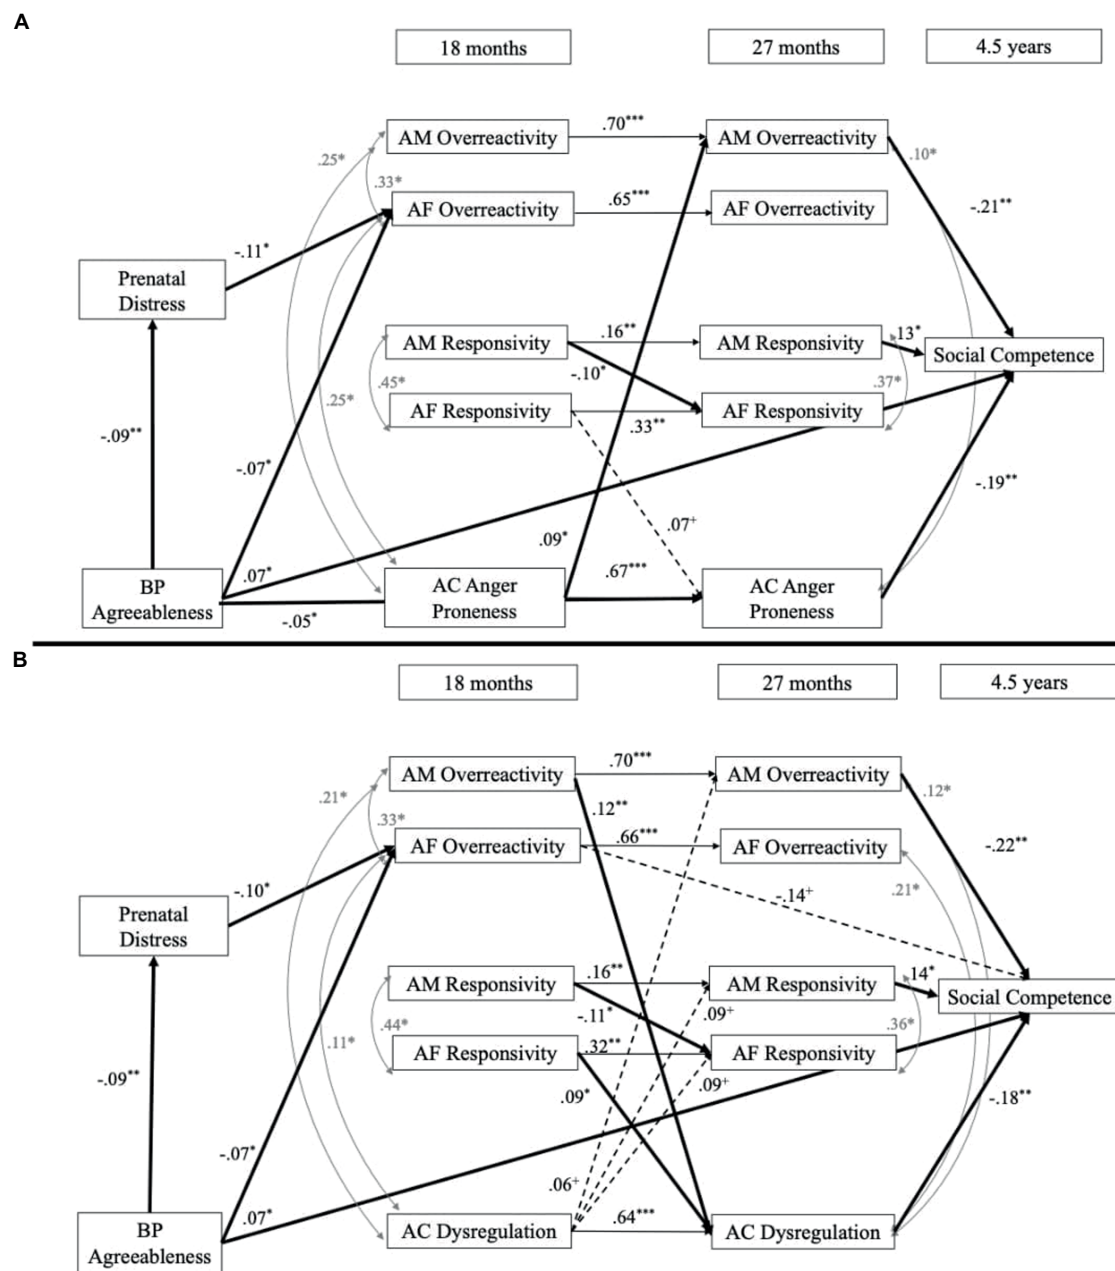 A
18 months
27 months
4.5 years
AM Overreactivity
.70***
AM Overreactivity
.10*
.25*
.33*
AF Overreactivity
.65***
AF Overreactivity
-.21**
-.11*
Prenatal
Distress
AM Responsivity
.16**
AM Responsivity
.13*
Social Competence
-.10*
.45*
.37*
.25*
AF Responsivity
.33**
AF Responsivity
-.09**
-.07*
-.19**
.07+
.09*
.07*
BP
Agreeableness
-.05*
AC Anger
Proneness
.67***
AC Anger
Proneness
B
18 months
27 months
4.5 years
AM Overreactivity
.70***
AM Overreactivity
.12*
.21*
.12**
.33*
AF Overreactivity
.66***
AF Overreactivity
-.22**
.21*
-.14+
-.10*
Prenatal
Distress
AM Responsivity
.16**
AM Responsivity
.14*
Social Competence
-.11*
.09+
.44*
.36*
.11*
AF Responsivity
.32**
AF Responsivity
-.09**
.09*
.09+
-.18**
-.07*
.06+
.07*
BP
Agreeableness
AC Dysregulation
.64***
AC Dysregulation